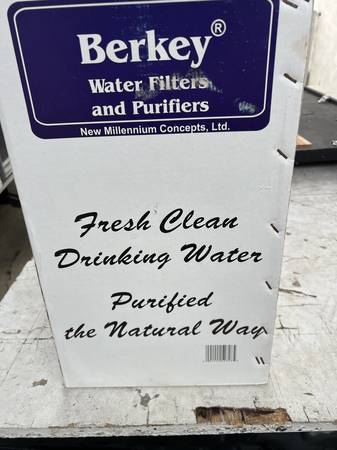 Berkey®
Water Filters
and Purifiers
New Millennium Concepts, Ltd.
Fresh Clean
Drinking Water
Purified
the Natural Way